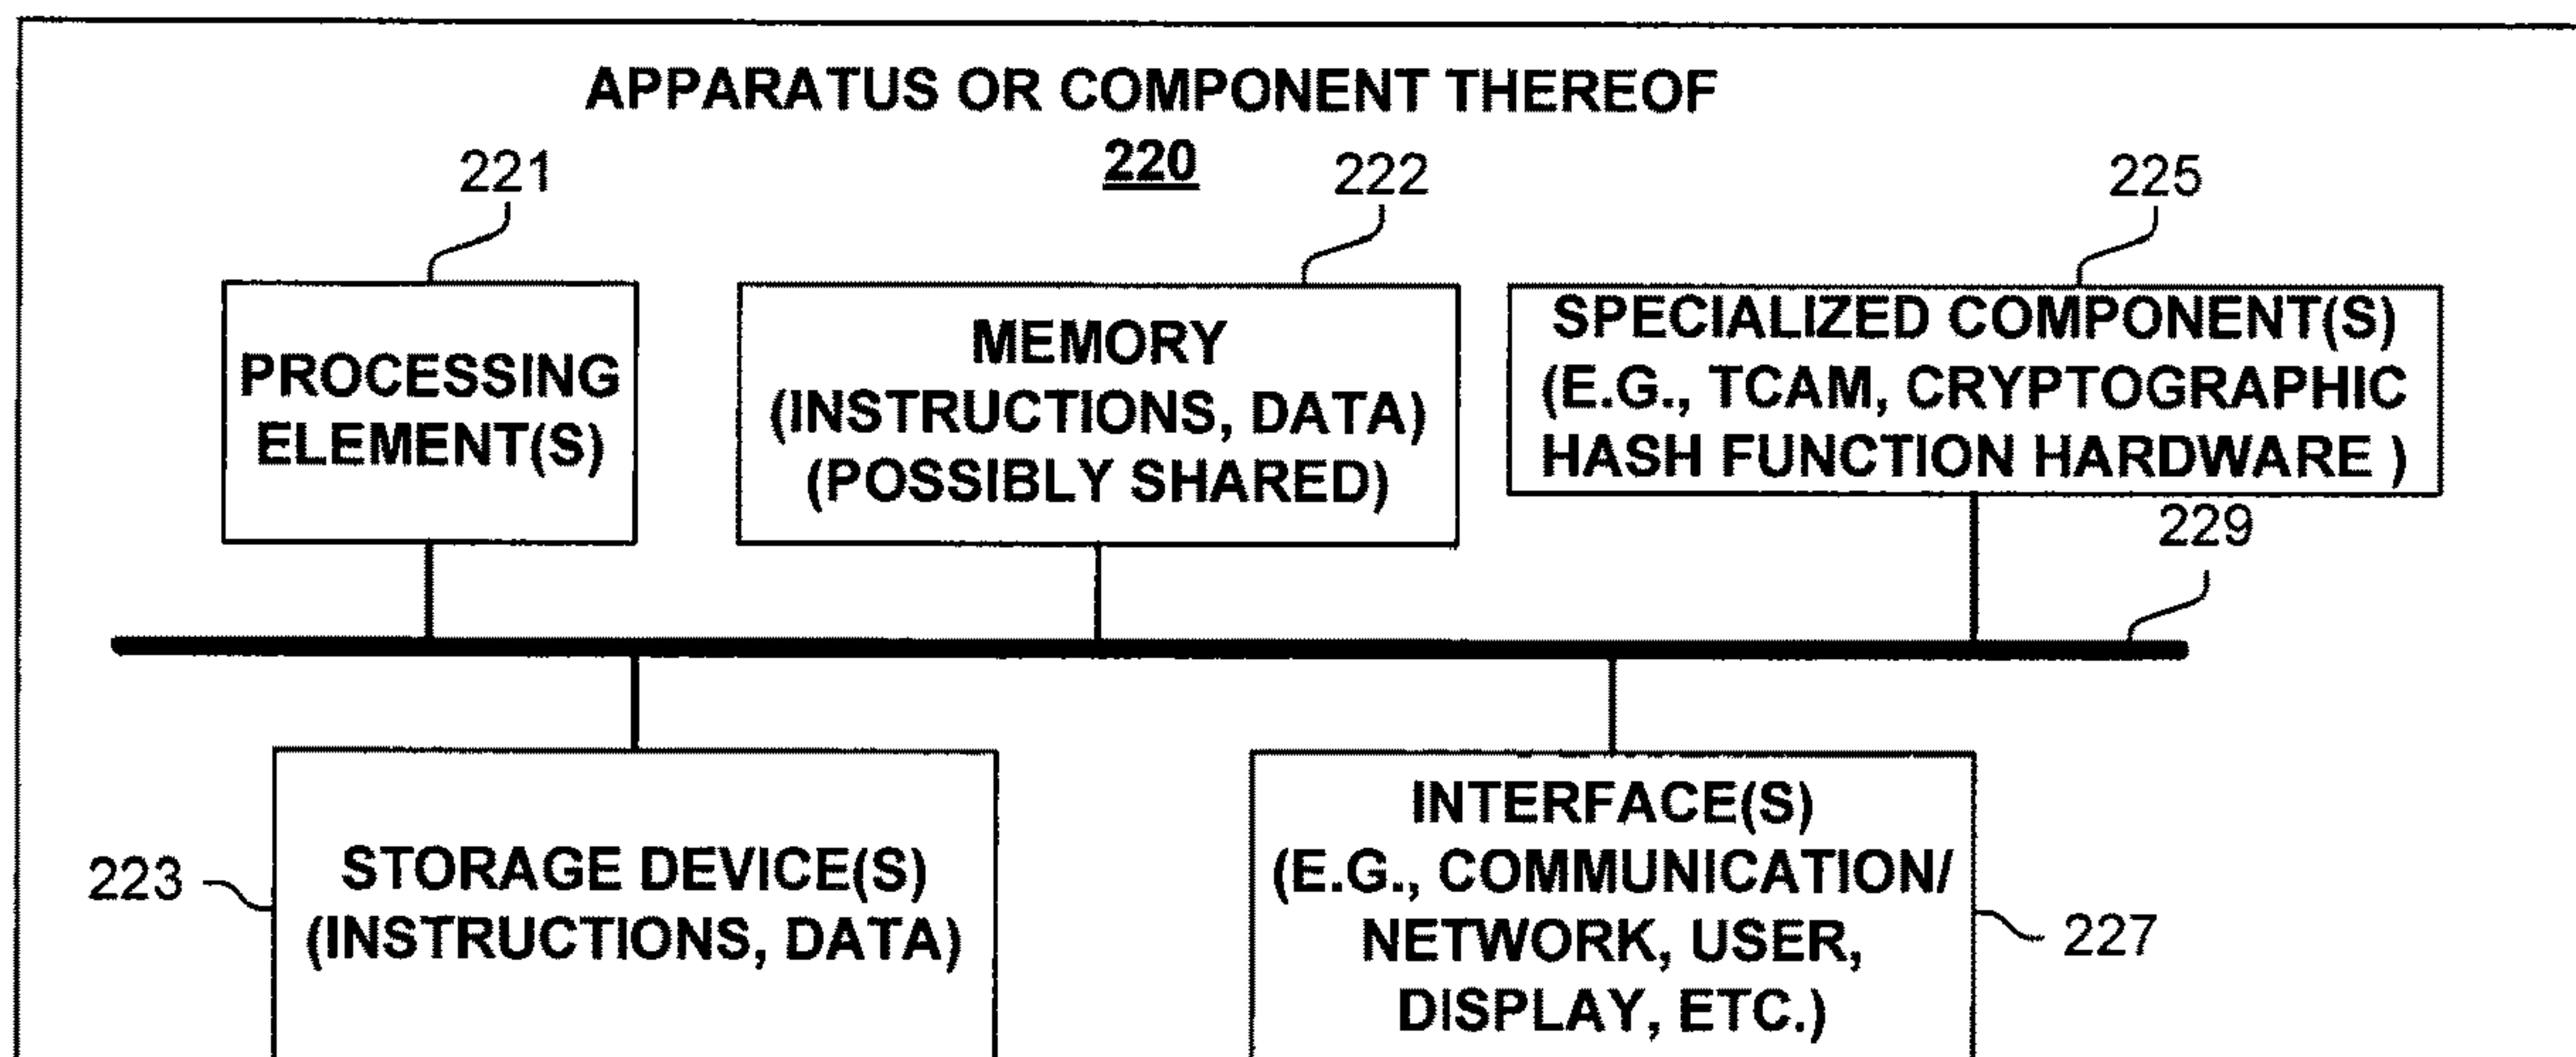 APPARATUS OR COMPONENT THEREOF
220
221
222
225
PROCESSING
ELEMENT(S)
MEMORY
(INSTRUCTIONS, DATA)
(POSSIBLY SHARED)
SPECIALIZED COMPONENT(S)
(E.G., TCAM, CRYPTOGRAPHIC
HASH FUNCTION HARDWARE )
229
223
STORAGE DEVICE(S)
(INSTRUCTIONS, DATA)
INTERFACE(S)
(E.G., COMMUNICATION/
NETWORK, USER,
DISPLAY, ETC.)
227